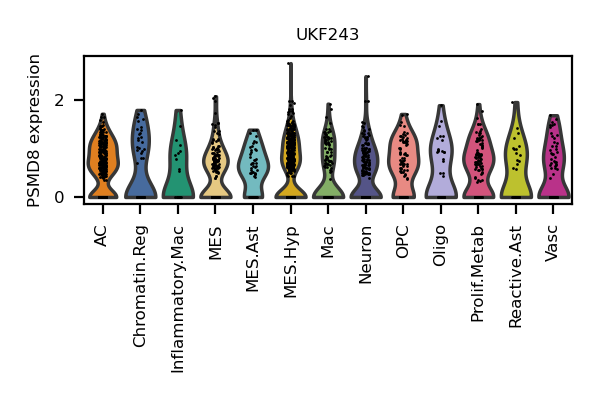 UKF243
PSMD8 expression
2
0
AC
Chromatin.Reg
Inflammatory.Mac
MES
MES.Ast
MES.Hyp
Mac
Neuron
OPC
Oligo
Prolif.Metab
Reactive.Ast
Vasc